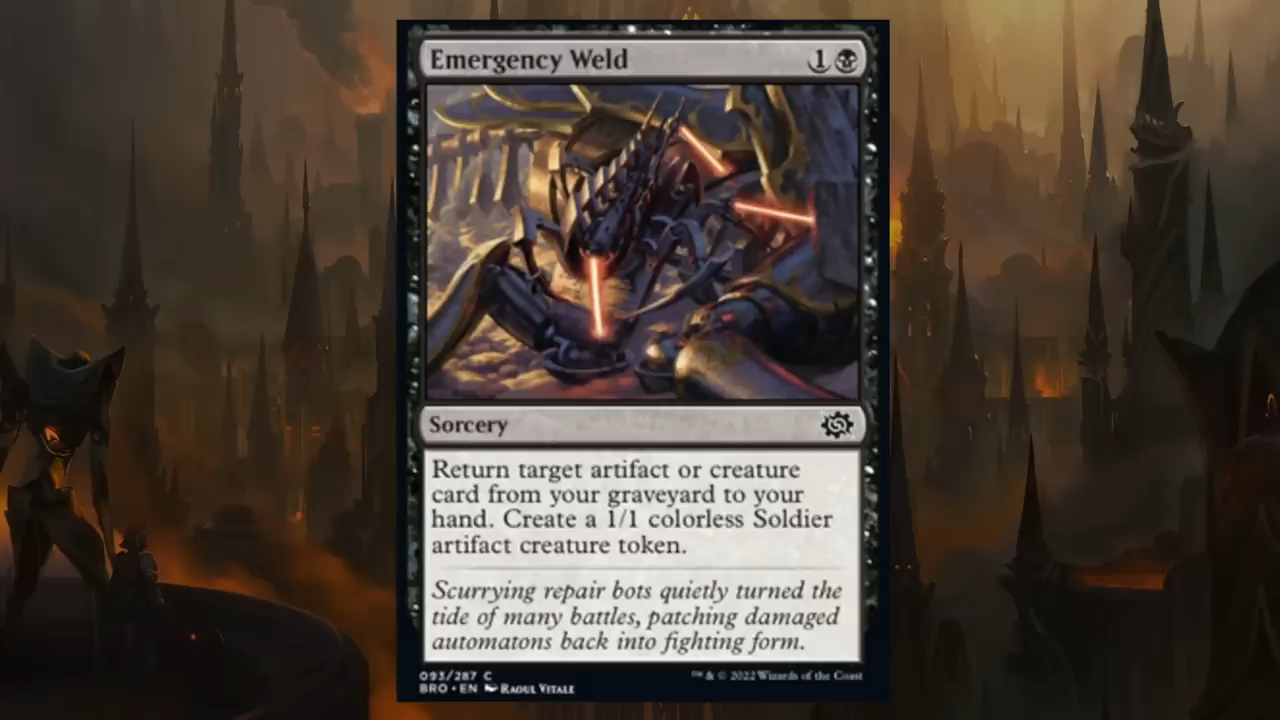 Emergency Weld 1
Sorcery
Return target artifact or creature
card from your graveyard to your
hand. Create a 1/1 colorless Soldier
artifact creature token.
Scurrying repair bots quietly turned the
tide of many battles, patching damaged
automatons back into fighting form.
093/287 C
BRO • EN Raoul Vitale
™ & © 2022 Wizards of the Coast